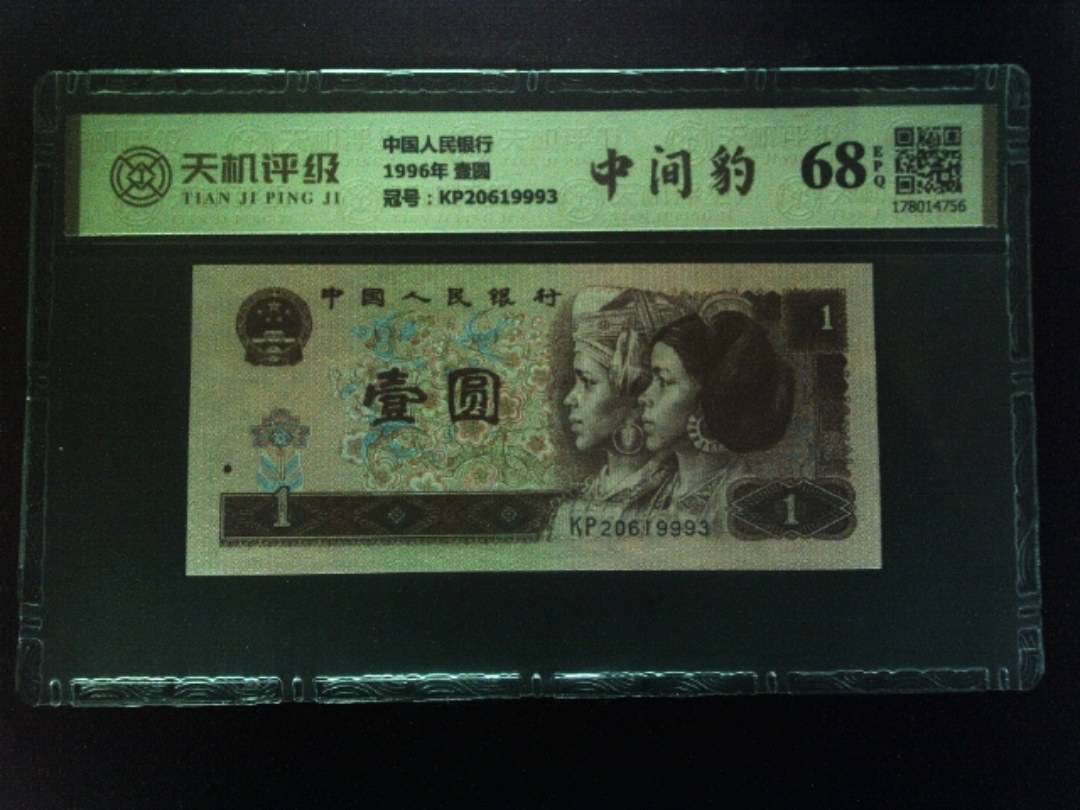 天机评级
TIAN JI PING JI
中国人民银行
1996年 壹圆
冠号：KP20619993
中间豹
68
EPQ
178014756
中国人民银行
1
壹圆
1
KP20619993
1